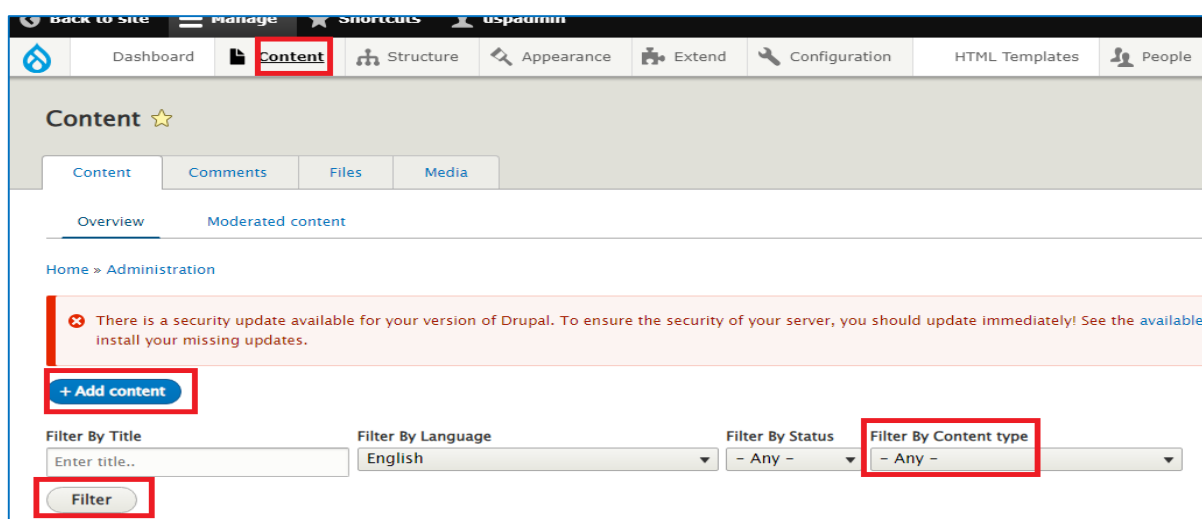 Back to site Manage Shortcuts uspadmin
Dashboard Content Structure Appearance Extend Configuration HTML Templates People
Content
Content Comments Files Media
Overview Moderated content
Home » Administration
There is a security update available for your version of Drupal. To ensure the security of your server, you should update immediately! See the available
install your missing updates.
+ Add content
Filter By Title Filter By Language Filter By Status Filter By Content type
Enter title.. English - Any - - Any -
Filter